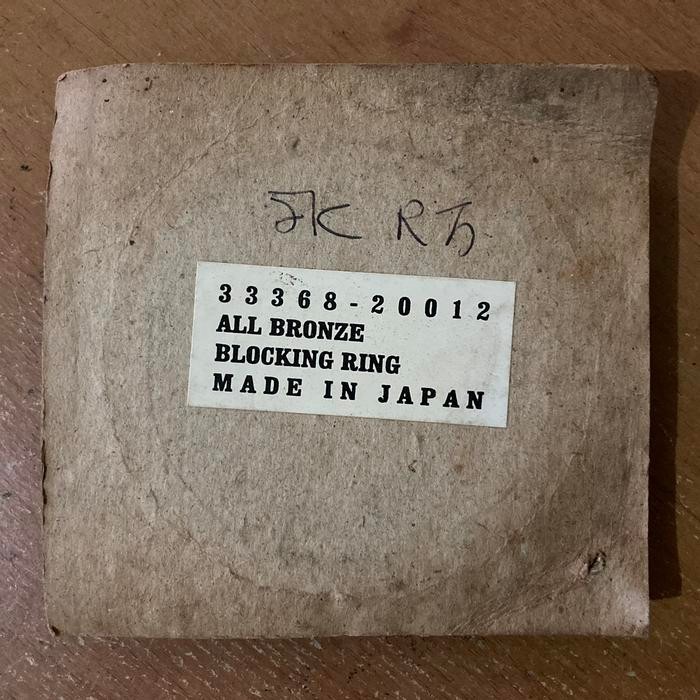 33368-20012
ALL BRONZE
BLOCKING RING
MADE IN JAPAN